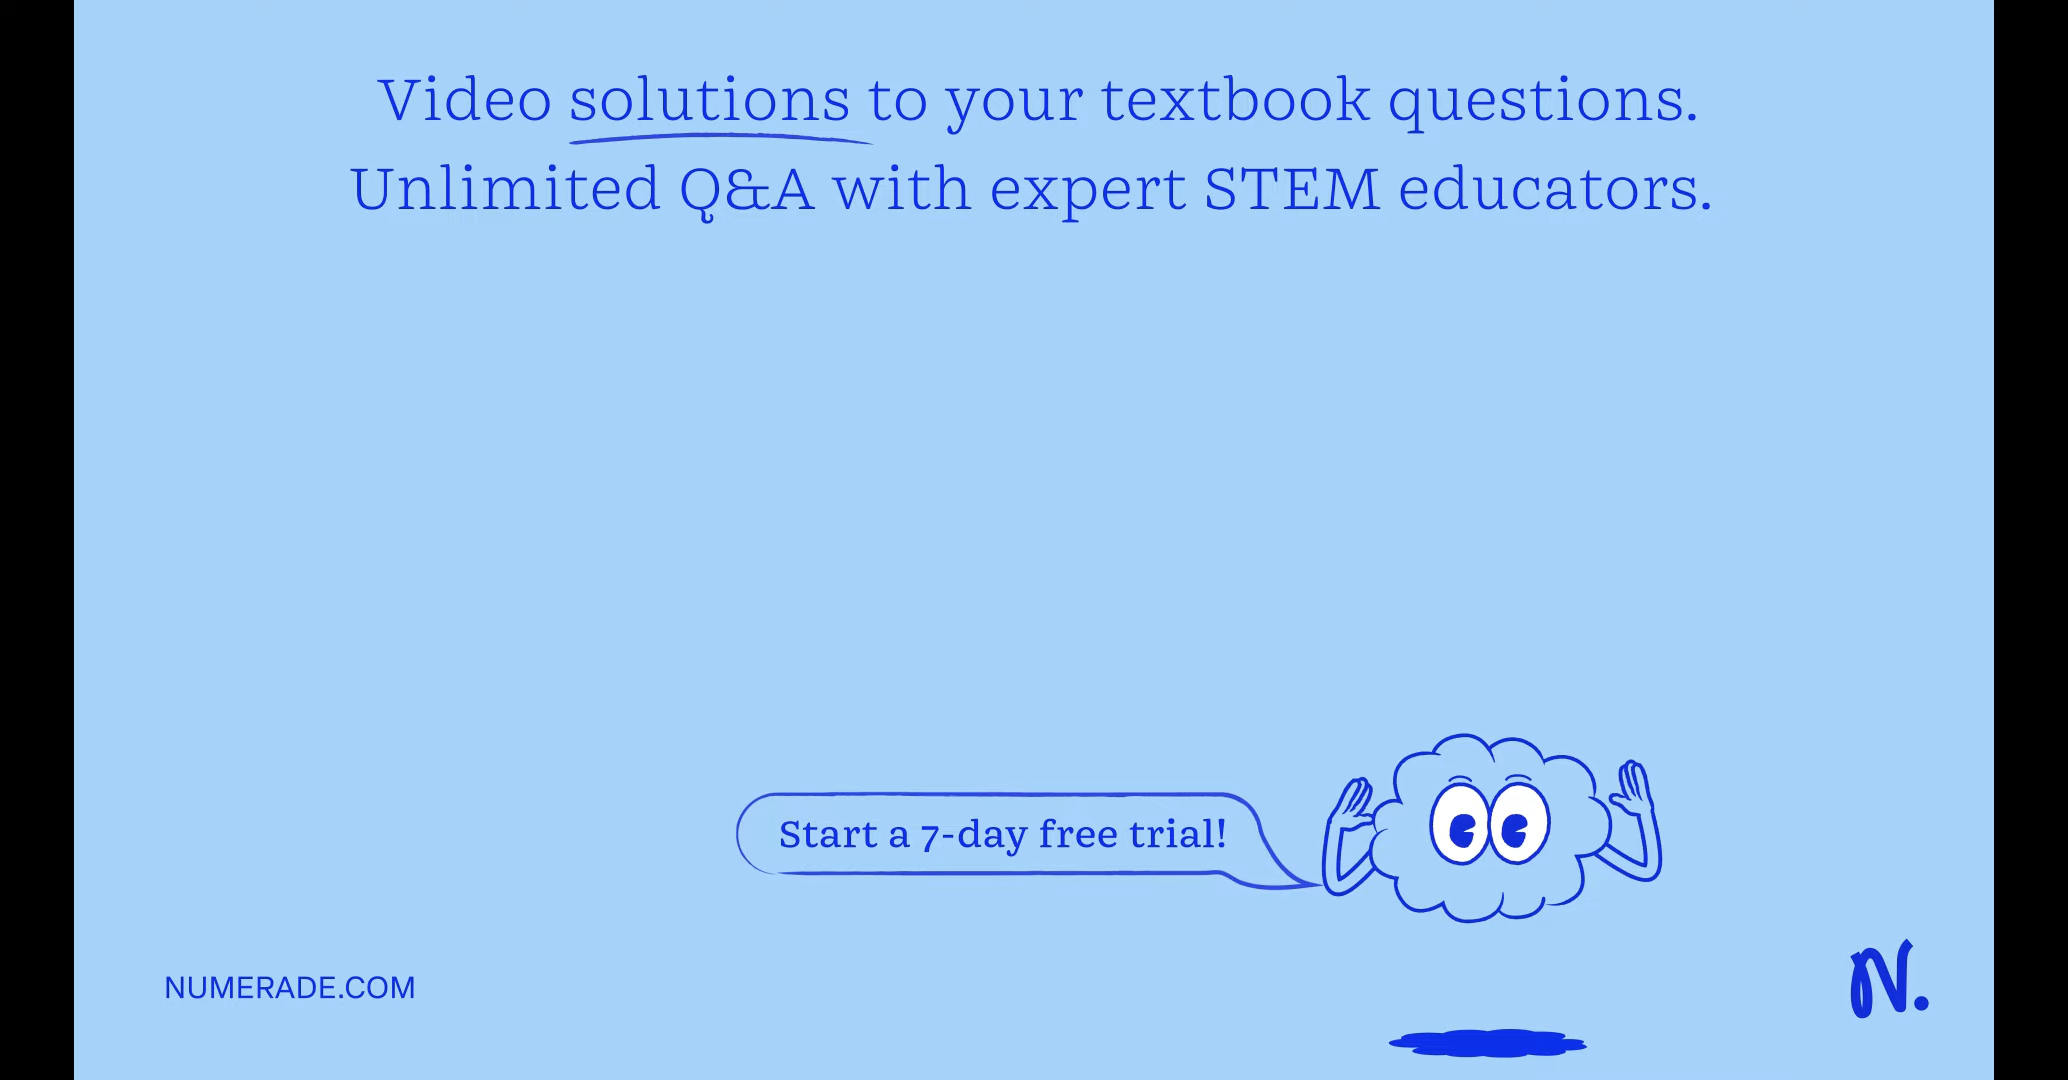 Video solutions to your textbook questions.
Unlimited Q&A with expert STEM educators.
Start a 7-day free trial!
NUMERADE.COM
N.